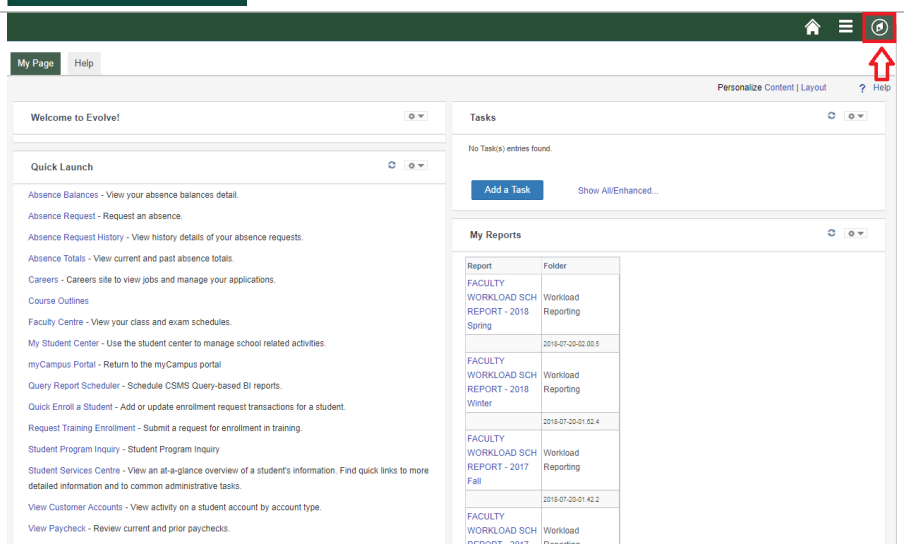 My Page
Help
Personalize Content | Layout
? Help
Welcome to Evolve!
Quick Launch
Absence Balances - View your absence balances detail.
Absence Request - Request an absence.
Absence Request History - View history details of your absence requests.
Absence Totals - View current and past absence totals.
Careers - Careers site to view jobs and manage your applications.
Course Outlines
Faculty Centre - View your class and exam schedules.
My Student Center - Use the student center to manage school related activities.
myCampus Portal - Return to the myCampus portal
Query Report Scheduler - Schedule CSMS Query-based BI reports.
Quick Enroll a Student - Add or update enrollment request transactions for a student.
Request Training Enrollment - Submit a request for enrollment in training.
Student Program Inquiry - Student Program Inquiry
Student Services Centre - View an at-a-glance overview of a student's information. Find quick links to more
detailed information and to common administrative tasks.
View Customer Accounts - View activity on a student account by account type.
View Paycheck - Review current and prior paychecks.
Tasks
No Task(s) entries found.
Add a Task
Show All/Enhanced...
My Reports
Report Folder
FACULTY
WORKLOAD SCH Workload
REPORT - 2018 Reporting
Spring
2018-07-20-02.00.5
FACULTY
WORKLOAD SCH Workload
REPORT - 2018 Reporting
Winter
2018-07-20-01.52.4
FACULTY
WORKLOAD SCH Workload
REPORT - 2017 Reporting
Fall
2018-07-20-01.42.2
FACULTY
WORKLOAD SCH Workload
REPORT - 2017 Reporting